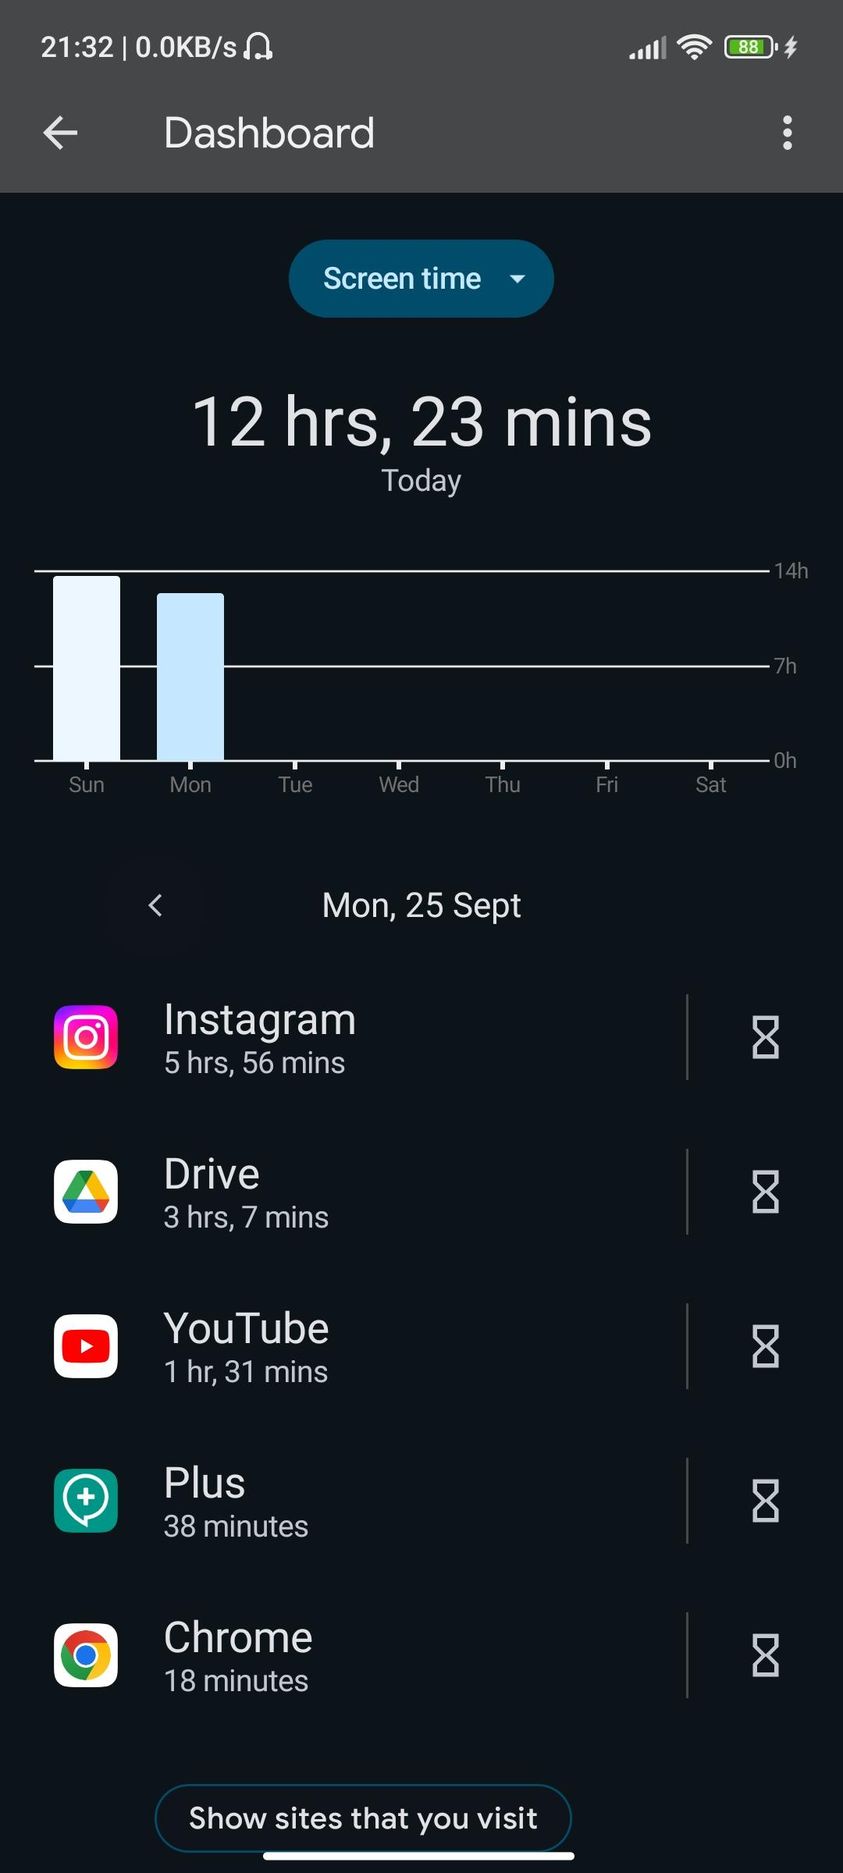 21:32 | 0.0KB/s
88
Dashboard
Screen time
12 hrs, 23 mins
Today
14h
7h
0h
Sun Mon Tue Wed Thu Fri Sat
Mon, 25 Sept
Instagram
5 hrs, 56 mins
Drive
3 hrs, 7 mins
YouTube
1 hr, 31 mins
Plus
38 minutes
Chrome
18 minutes
Show sites that you visit